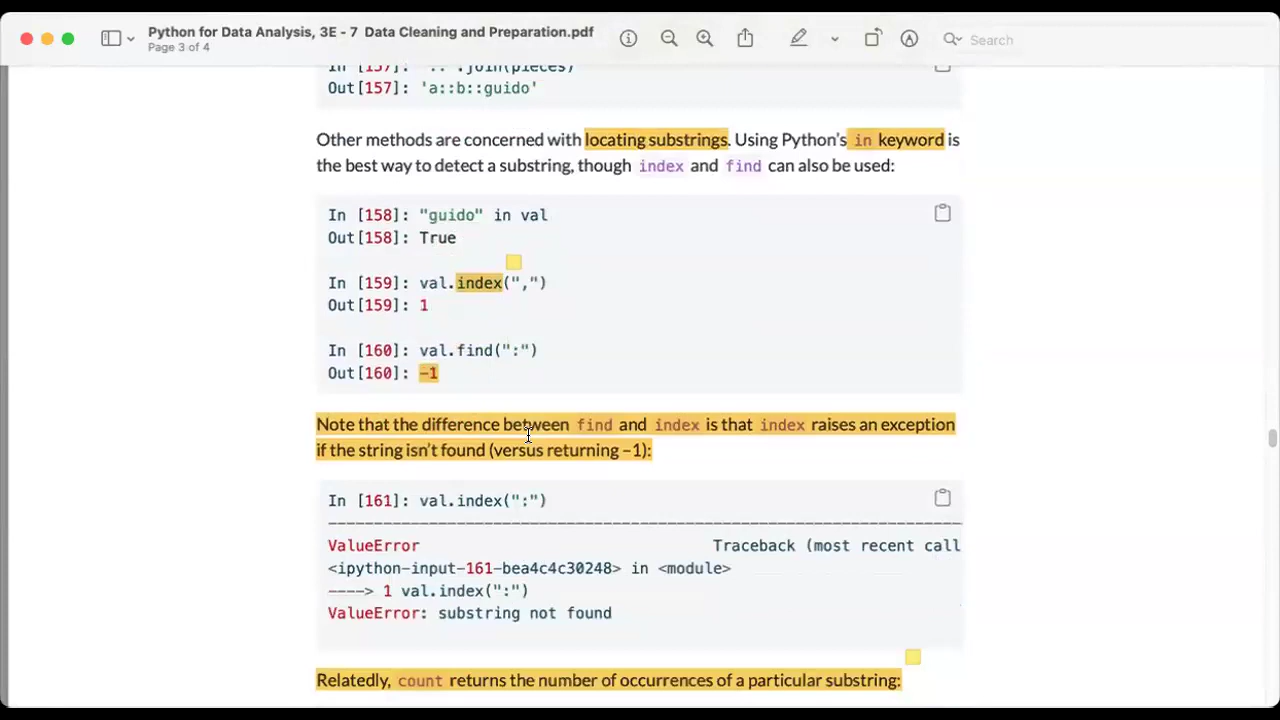 Python for Data Analysis, 3E - 7 Data Cleaning and Preparation.pdf
Page 3 of 4
Search
In [157]: "::".join(pieces)
Out[157]: 'a::b::guido'
Other methods are concerned with locating substrings. Using Python's in keyword is
the best way to detect a substring, though index and find can also be used:
In [158]: "guido" in val
Out[158]: True
In [159]: val.index(",")
Out[159]: 1
In [160]: val.find(":")
Out[160]: -1
Note that the difference between find and index is that index raises an exception
if the string isn't found (versus returning –1):
In [161]: val.index(":")
---------------------------------------------------------------------
ValueError Traceback (most recent call
<ipython-input-161-bea4c4c30248> in <module>
----> 1 val.index(":")
ValueError: substring not found
Relatedly, count returns the number of occurrences of a particular substring: